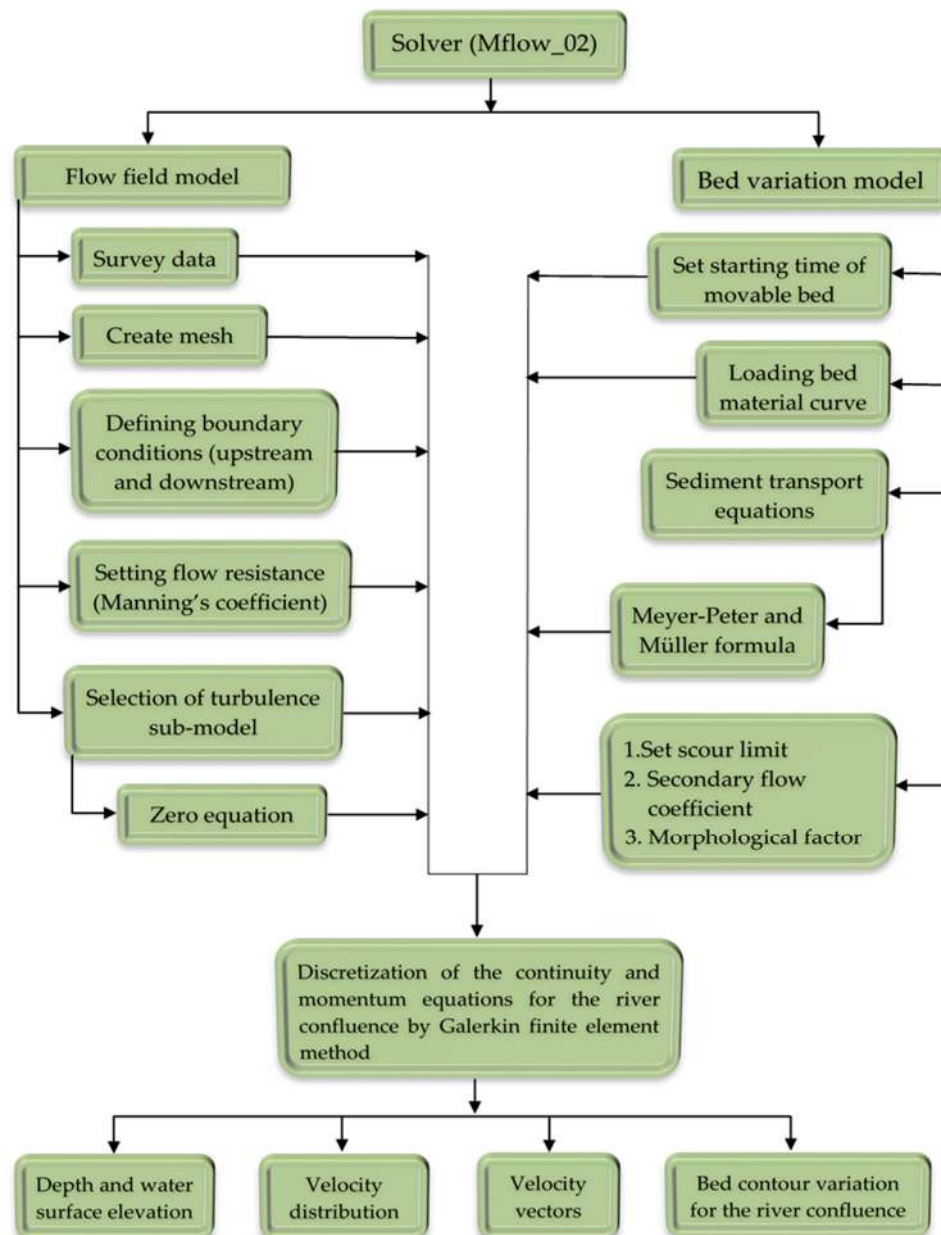 Solver (Mflow_02)
Flow field model
Bed variation model
Survey data
Create mesh
Defining boundary
conditions (upstream
and downstream)
Setting flow resistance
(Manning's coefficient)
Selection of turbulence
sub-model
Zero equation
Set starting time of
movable bed
Loading bed
material curve
Sediment transport
equations
Meyer-Peter and
Müller formula
1.Set scour limit
2. Secondary flow
coefficient
3. Morphological factor
Discretization of the continuity and
momentum equations for the river
confluence by Galerkin finite element
method
Depth and water
surface elevation
Velocity
distribution
Velocity
vectors
Bed contour variation
for the river confluence